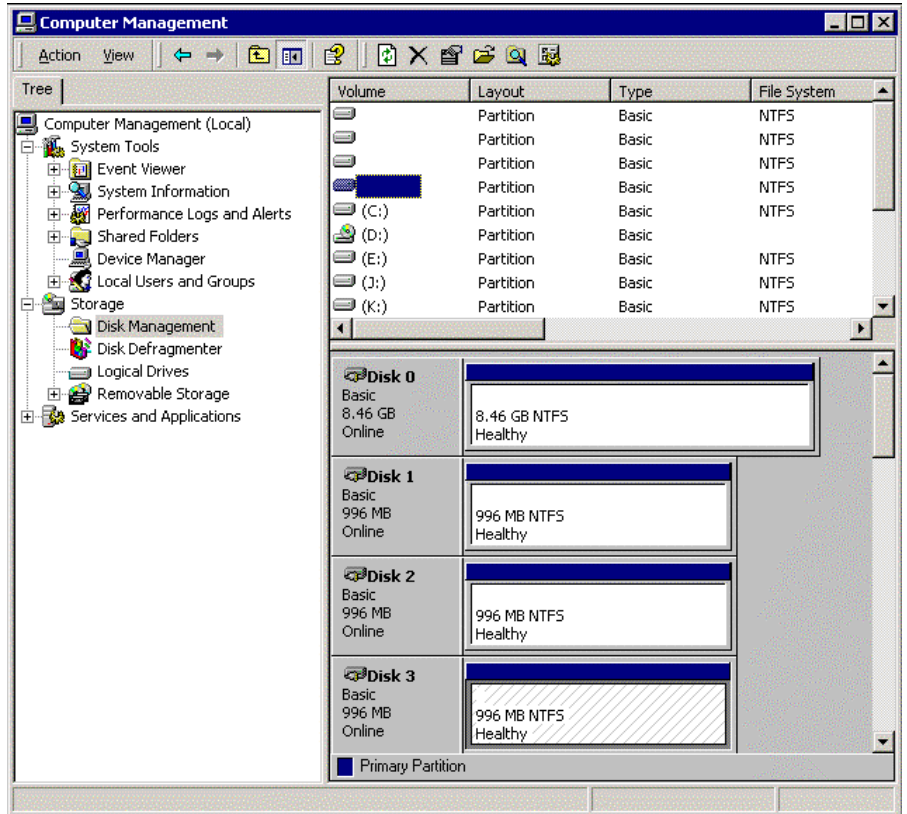 Computer Management
Action View
Tree
Computer Management (Local)
System Tools
Event Viewer
System Information
Performance Logs and Alerts
Shared Folders
Device Manager
Local Users and Groups
Storage
Disk Management
Disk Defragmenter
Logical Drives
Removable Storage
Services and Applications
Volume Layout Type File System
Partition Basic NTFS
Partition Basic NTFS
Partition Basic NTFS
Partition Basic NTFS
(C:) Partition Basic NTFS
(D:) Partition Basic
(E:) Partition Basic NTFS
(J:) Partition Basic NTFS
(K:) Partition Basic NTFS
Disk 0
Basic
8.46 GB
Online
8.46 GB NTFS
Healthy
Disk 1
Basic
996 MB
Online
996 MB NTFS
Healthy
Disk 2
Basic
996 MB
Online
996 MB NTFS
Healthy
Disk 3
Basic
996 MB
Online
996 MB NTFS
Healthy
Primary Partition